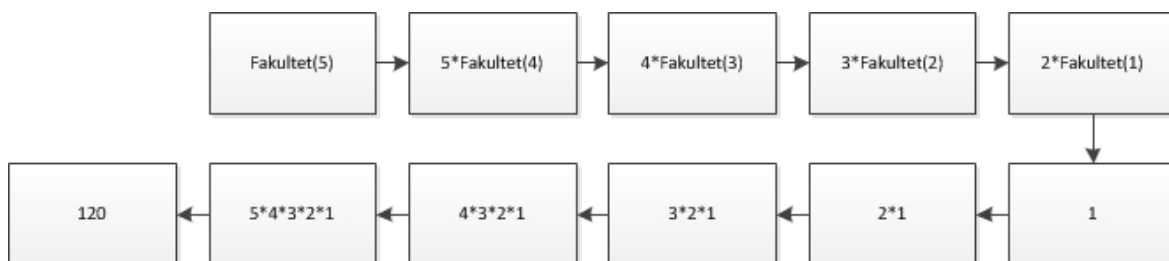 Fakultet(5)
5*Fakultet(4)
4*Fakultet(3)
3*Fakultet(2)
2*Fakultet(1)
120
5*4*3*2*1
4*3*2*1
3*2*1
2*1
1